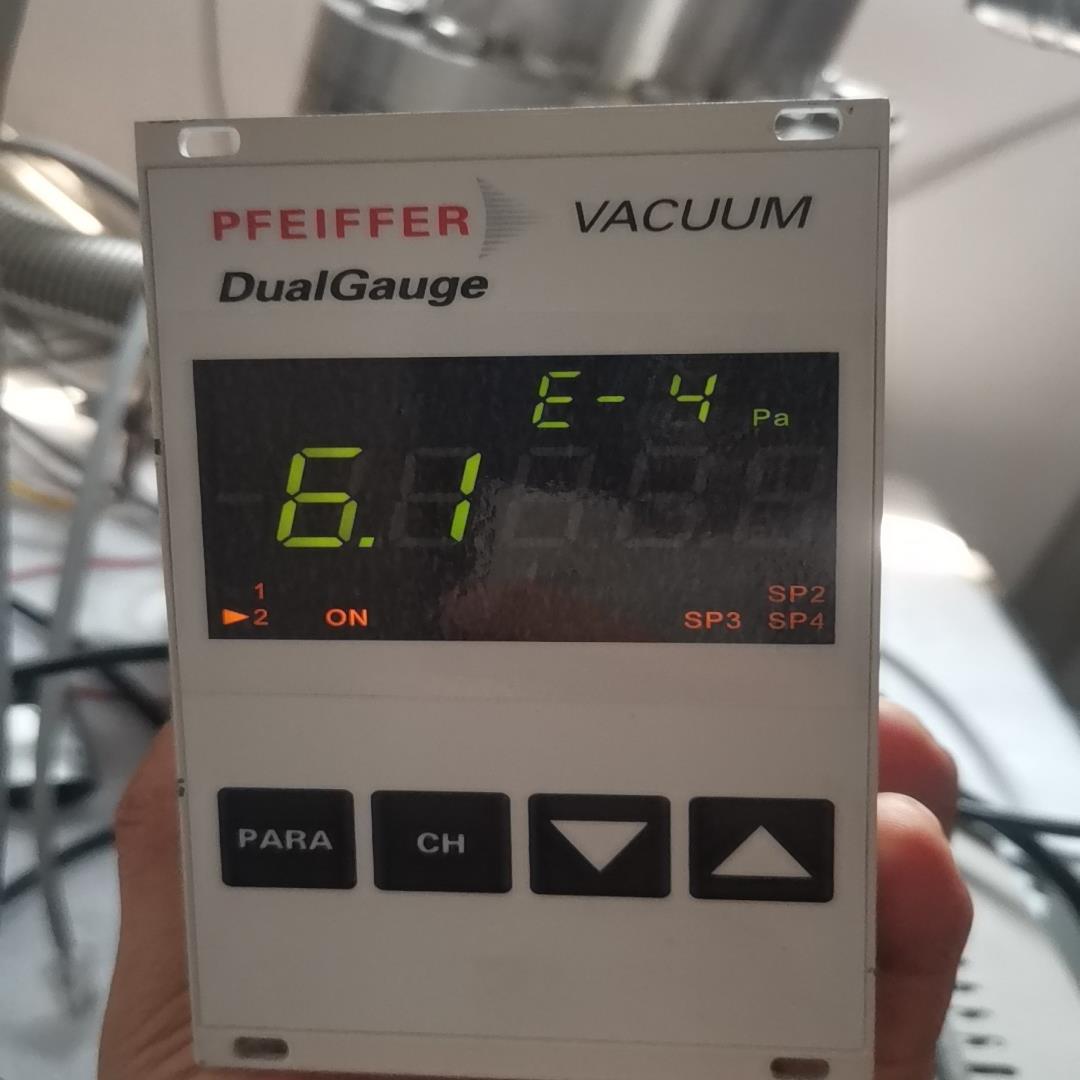 PFEIFFER VACUUM
DualGauge
E-4 Pa
6.1
1
SP2
2 ON SP3 SP4
PARA CH